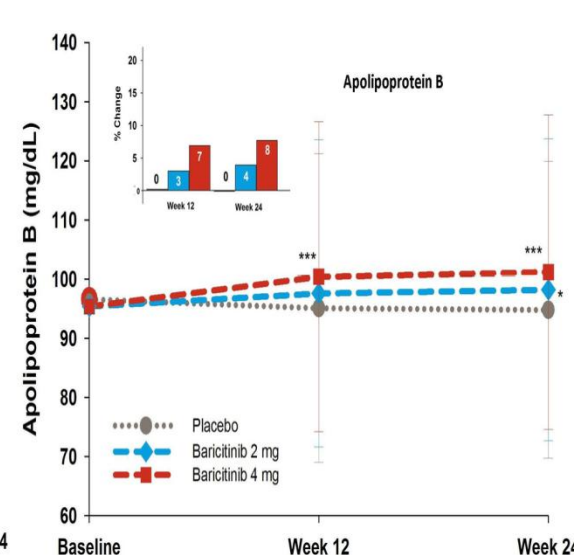 Apolipoprotein B
Apolipoprotein B (mg/dL)
140
130
120
110
100
90
80
70
60
% Change
20
15
10
5
0
0
3
7
0
4
8
Week 12
Week 24
***
***
*
Placebo
Baricitinib 2 mg
Baricitinib 4 mg
4
Baseline
Week 12
Week 24